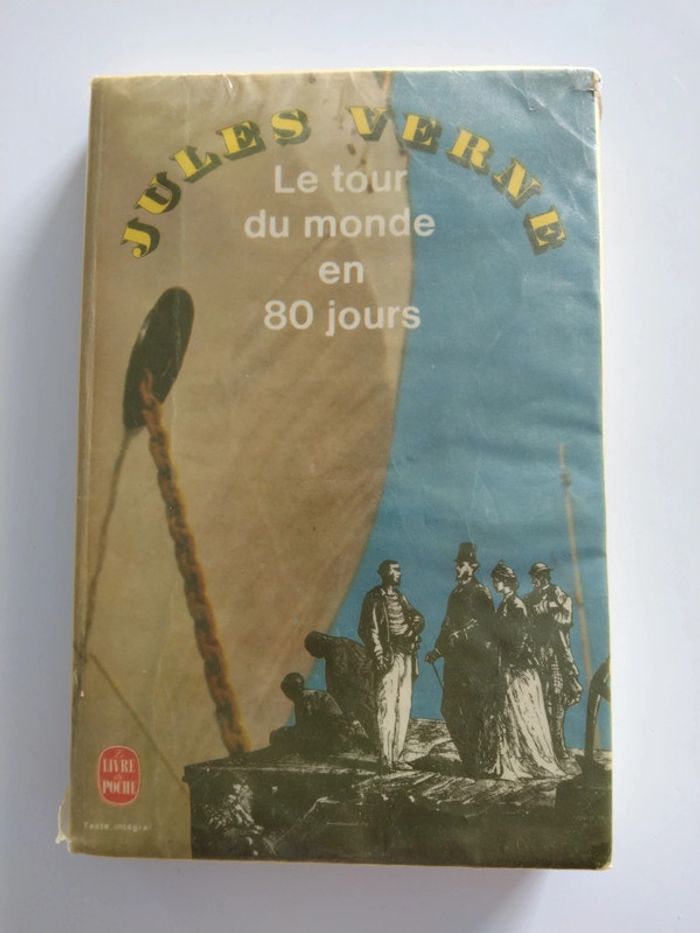 JULES VERNE
Le tour
du monde
en
80 jours
Le
LIVRE
de
POCHE
Texte intégral